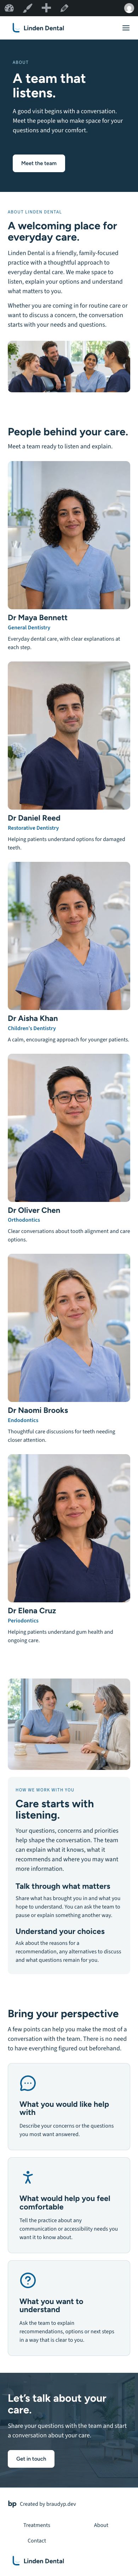 Linden Dental
ABOUT
A team that
listens.
A good visit begins with a conversation.
Meet the people who make space for your
questions and your comfort.
Meet the team
ABOUT LINDEN DENTAL
A welcoming place for
everyday care.
Linden Dental is a friendly, family-focused
practice with a thoughtful approach to
everyday dental care. We make space to
listen, explain your options and understand
what matters to you.
Whether you are coming in for routine care or
want to discuss a concern, the conversation
starts with your needs and questions.
People behind your care.
Meet a team ready to listen and explain.
Dr Maya Bennett
General Dentistry
Everyday dental care, with clear explanations at
each step.
Dr Daniel Reed
Restorative Dentistry
Helping patients understand options for damaged
teeth.
Dr Aisha Khan
Children's Dentistry
A calm, encouraging approach for younger patients.
Dr Oliver Chen
Orthodontics
Clear conversations about tooth alignment and care
options.
Dr Naomi Brooks
Endodontics
Thoughtful care discussions for teeth needing
closer attention.
Dr Elena Cruz
Periodontics
Helping patients understand gum health and
ongoing care.
HOW WE WORK WITH YOU
Care starts with
listening.
Your questions, concerns and priorities
help shape the conversation. The team
can explain what it knows, what it
recommends and where you may want
more information.
Talk through what matters
Share what has brought you in and what you
hope to understand. You can ask the team to
pause or explain something another way.
Understand your choices
Ask about the reasons for a
recommendation, any alternatives to discuss
and what questions remain for you.
Bring your perspective
A few points can help you make the most of a
conversation with the team. There is no need
to have everything figured out beforehand.
What you would like help
with
Describe your concerns or the questions
you most want answered.
What would help you feel
comfortable
Tell the practice about any
communication or accessibility needs you
want it to know about.
What you want to
understand
Ask the team to explain
recommendations, options or next steps
in a way that is clear to you.
Let's talk about your
care.
Share your questions with the team and start
a conversation about your care.
Get in touch
bp Created by braudyp.dev
Treatments About
Contact
Linden Dental